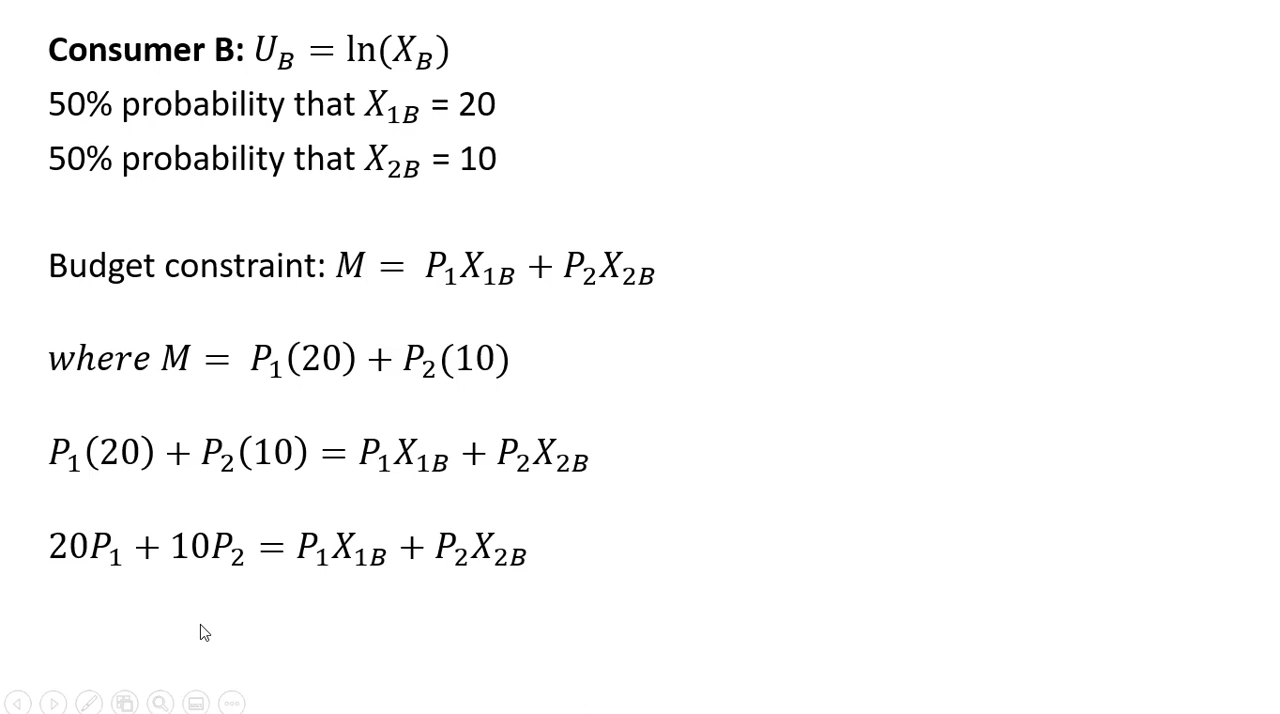 Consumer B: U_B = ln(X_B)
50% probability that X_1B = 20
50% probability that X_2B = 10
Budget constraint: M = P_1X_1B + P_2X_2B
where M = P_1(20) + P_2(10)
P_1(20) + P_2(10) = P_1X_1B + P_2X_2B
20P_1 + 10P_2 = P_1X_1B + P_2X_2B